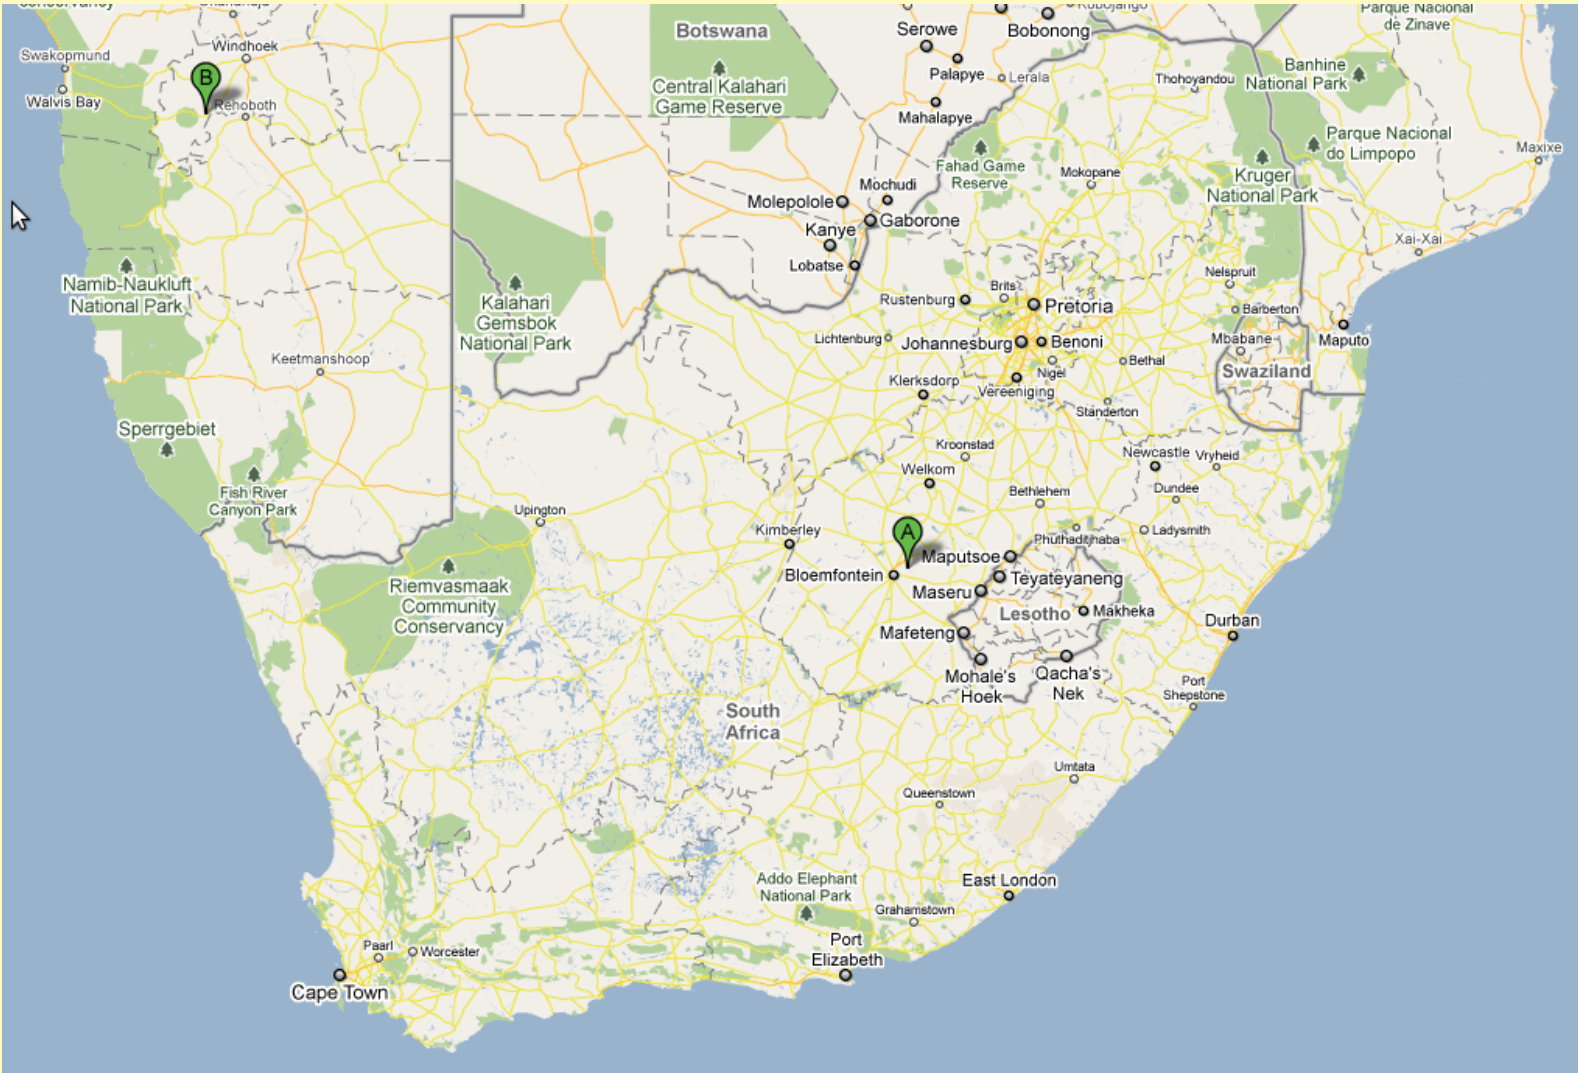 conservancy
Windhoek
Swakopmund
Walvis Bay
B
Rehoboth
Botswana
Central Kalahari
Game Reserve
Serowe
Bobonong
Palapye
Lerala
Mahalapye
Thohoyandou
Parque Nacional
de Zinave
Banhine
National Park
Parque Nacional
do Limpopo
Maxixe
Fahad Game
Reserve
Mokopane
Kruger
National Park
Mochudi
Molepolole
Gaborone
Kanye
Lobatse
Xai-Xai
Namib-Naukluft
National Park
Kalahari
Gemsbok
National Park
Nelspruit
Brits
Rustenburg
Pretoria
Barberton
Lichtenburg
Johannesburg
Benoni
Mbabane
Maputo
Keetmanshoop
Nigel
Bethal
Swaziland
Klerksdorp
Vereeniging
Standerton
Sperrgebiet
Kroonstad
Newcastle
Vryheid
Welkom
Fish River
Canyon Park
Bethlehem
Dundee
Upington
Kimberley
A
Ladysmith
Phuthaditjhaba
Maputsoe
Bloemfontein
Teyateyaneng
Riemvasmaak
Community
Conservancy
Maseru
Lesotho
Makheka
Durban
Mafeteng
Mohale's
Hoek
Qacha's
Nek
Port
Shepstone
South
Africa
Umtata
Queenstown
Addo Elephant
National Park
East London
Grahamstown
Paarl
Worcester
Port
Elizabeth
Cape Town